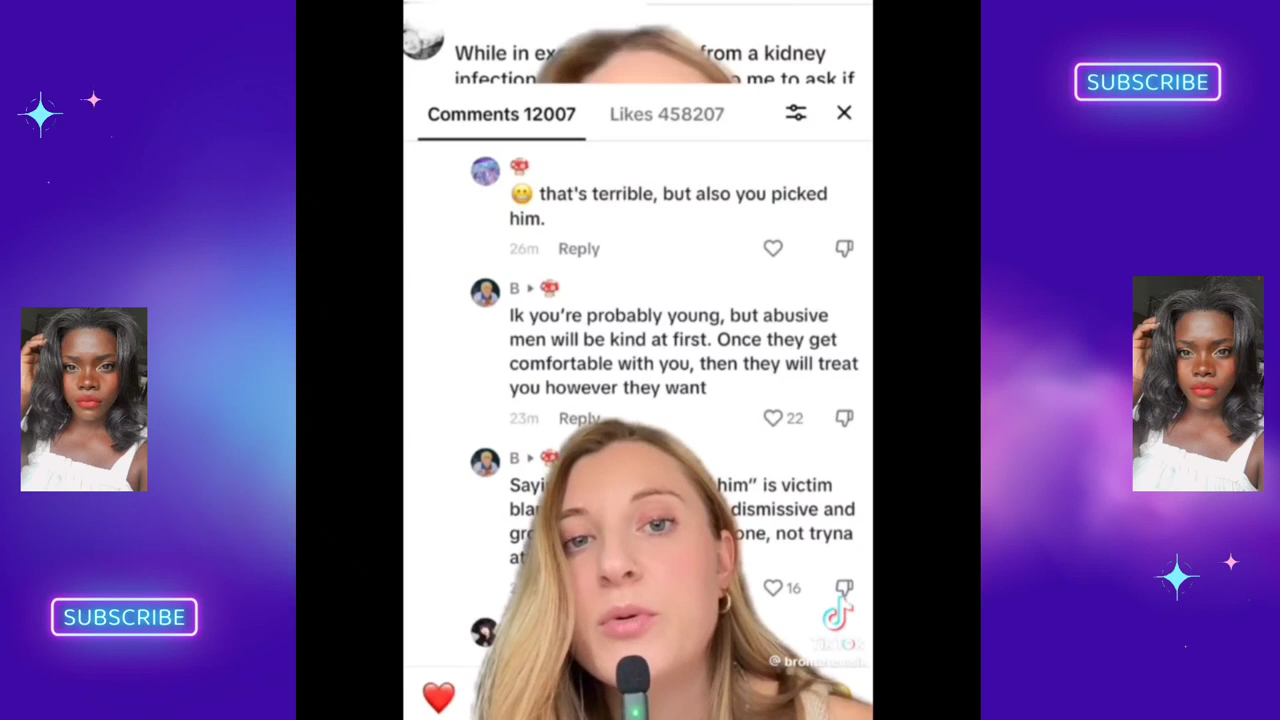 While in ex from a kidney
infection me to ask if
Comments 12007 Likes 458207
SUBSCRIBE
😬 that's terrible, but also you picked
him.
26m Reply
B ▸ 🍄
Ik you're probably young, but abusive
men will be kind at first. Once they get
comfortable with you, then they will treat
you however they want
23m Reply 22
B ▸
him” is victim
dismissive and
one, not tryna
16
TIKTOK
SUBSCRIBE